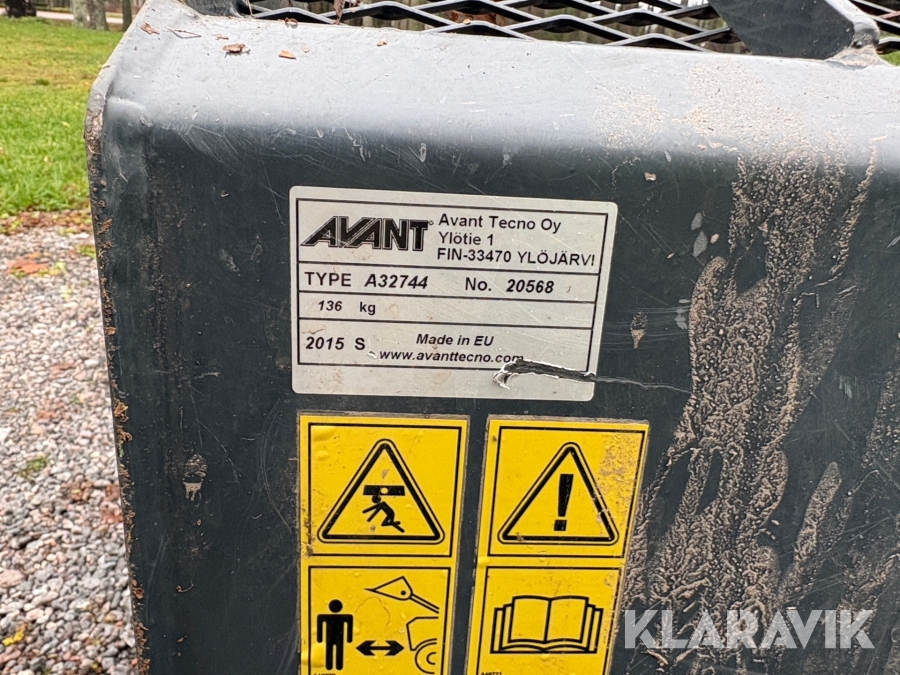 AVANT
Avant Tecno Oy
Ylötie 1
FIN-33470 YLÖJÄRVI
TYPE A32744 No. 20568
136 kg
2015 S Made in EU
www.avanttecno.com
KLARAVIK